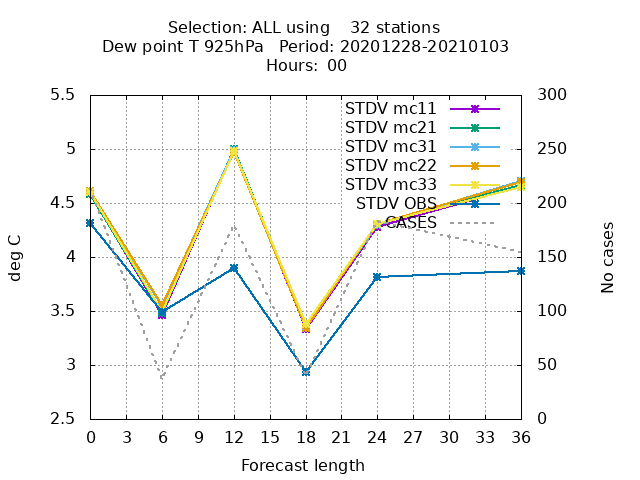 Selection: ALL using    32 stations
Dew point T 925hPa   Period: 20201228-20210103
Hours:  00
5.5
5
4.5
4
3.5
3
2.5
300
250
200
150
100
50
0
STDV mc11
STDV mc21
STDV mc31
STDV mc22
STDV mc33
STDV OBS
CASES
deg C
No cases
0 3 6 9 12 15 18 21 24 27 30 33 36
Forecast length